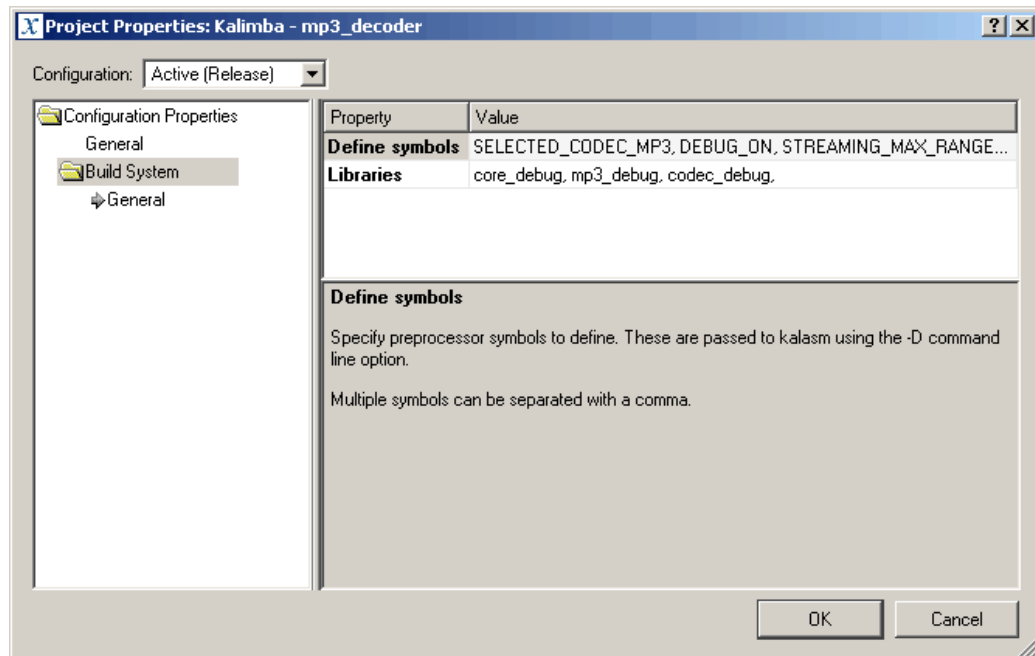 Project Properties: Kalimba - mp3_decoder
Configuration: Active (Release)
Configuration Properties
General
Build System
General
Property Value
Define symbols SELECTED_CODEC_MP3, DEBUG_ON, STREAMING_MAX_RANGE...
Libraries core_debug, mp3_debug, codec_debug,
Define symbols
Specify preprocessor symbols to define. These are passed to kalasm using the -D command
line option.
Multiple symbols can be separated with a comma.
OK Cancel